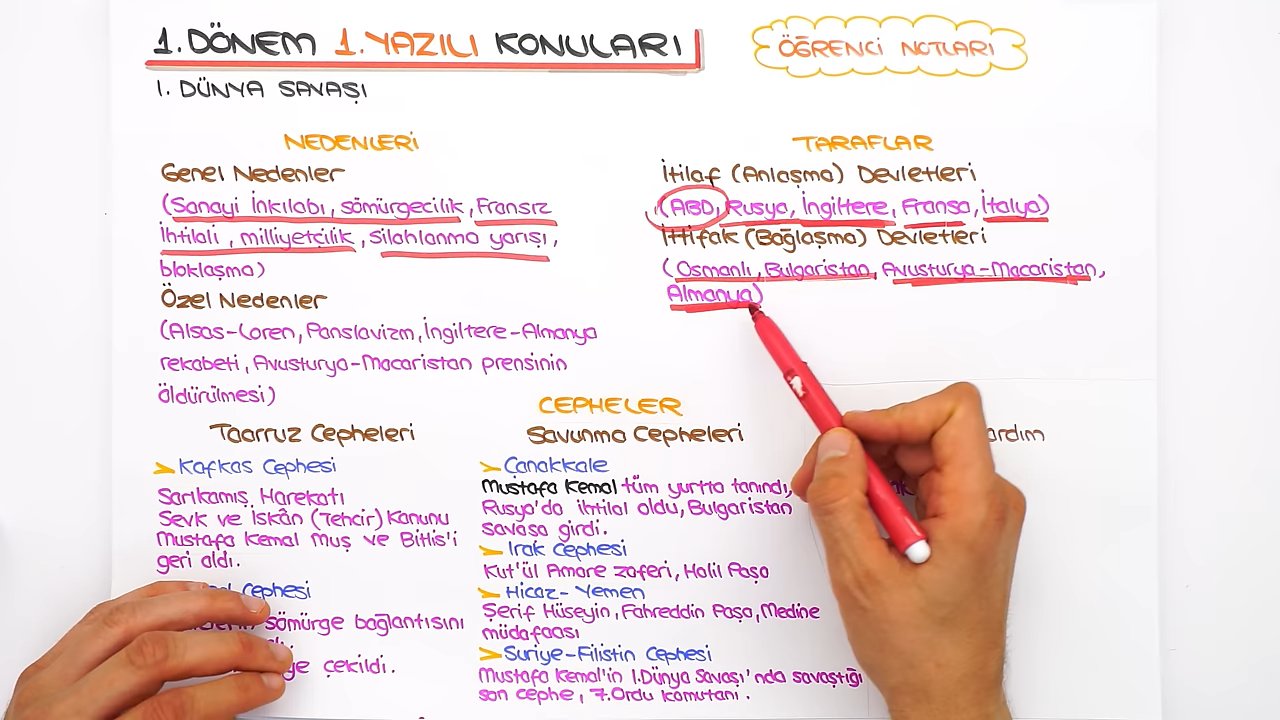 1.DÖNEM 1.YAZILI KONULARI
ÖĞRENCİ NOTLARI
1. DÜNYA SAVAŞI
NEDENLERİ
Genel Nedenler
(Sanayi İnkılabı, sömürgecilik, Fransız
İhtilali, milliyetçilik, silahlanma yarışı,
bloklaşma)
Özel Nedenler
(Alsas-Loren, Panslavizm, İngiltere-Almanya
rekabeti, Avusturya-Macaristan prensinin
öldürülmesi)
TARAFLAR
İtilaf (Anlaşma) Devletleri
(ABD, Rusya, İngiltere, Fransa, İtalya)
İttifak (Bağlaşma) Devletleri
(Osmanlı, Bulgaristan, Avusturya-Macaristan,
Almanya)
CEPHELER
Taarruz Cepheleri
➤Kafkas Cephesi
Sarıkamış Harekatı
Sevk ve İskân (Tehcir) Kanunu
Mustafa Kemal Muş ve Bitlis'i
geri aldı.
Cephesi
sömürge bağlantısını
çekildi.
Savunma Cepheleri
➤Çanakkale
Mustafa Kemal tüm yurtta tanındı,
Rusya'da ihtilal oldu, Bulgaristan
savaşa girdi.
➤Irak Cephesi
Kut'ül Amare zaferi, Halil Paşa
➤Hicaz-Yemen
Şerif Hüseyin, Fahreddin Paşa, Medine
müdafaası
➤Suriye-Filistin Cephesi
Mustafa Kemal'in 1.Dünya Savaşı'nda savaştığı
son cephe, 7.Ordu komutanı.